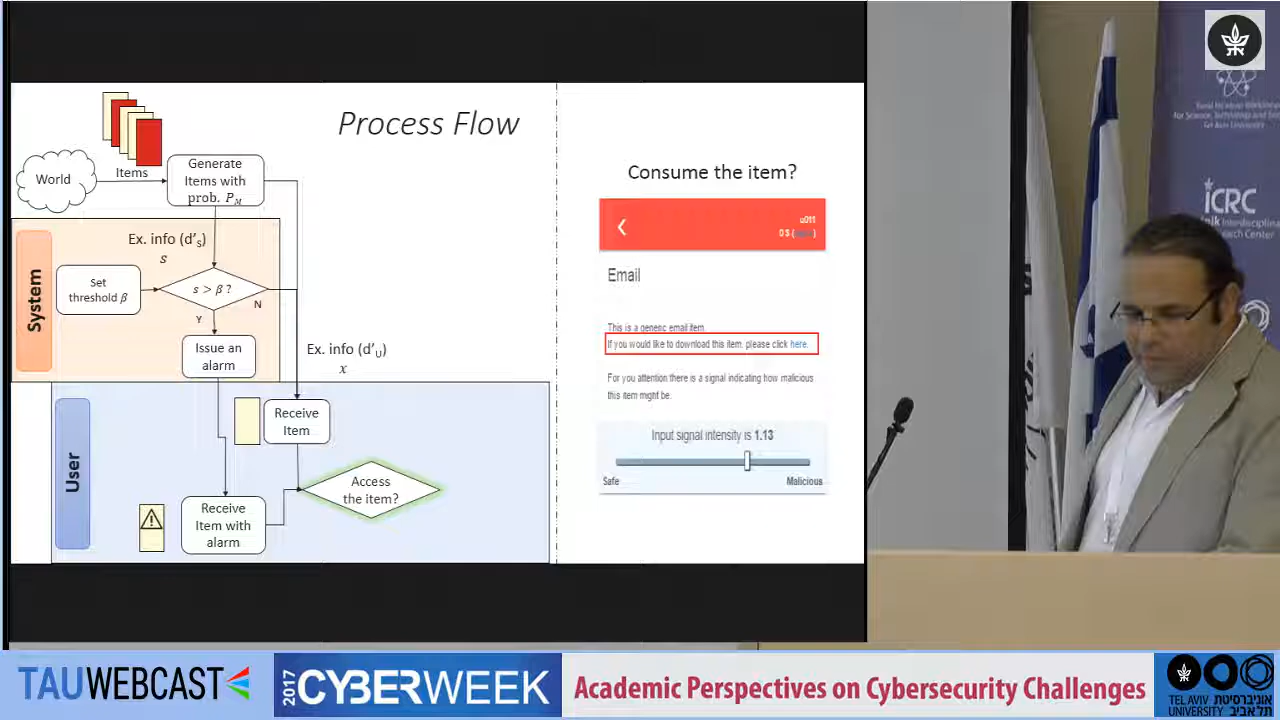 Process Flow
World
Items
Generate
Items with
prob. P_M
System
Ex. info (d'S)
s
Set
threshold β
s > β ?
N
Y
Issue an
alarm
Ex. info (d'U)
x
User
Receive
Item
Access
the item?
Receive
Item with
alarm
Consume the item?
u011
0 $
Email
This is a generic email item.
If you would like to download this item, please click here.
For you attention there is a signal indicating how malicious
this item might be.
Input signal intensity is 1.13
Safe
Malicious
ICRC
TAUWEBCAST
2017 CYBERWEEK
Academic Perspectives on Cybersecurity Challenges
TEL AVIV אוניברסיטת
UNIVERSITY תל אביב